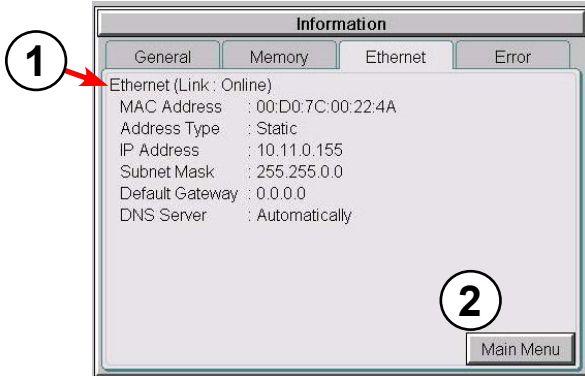 Information
General Memory Ethernet Error
1
Ethernet (Link : Online)
MAC Address : 00:D0:7C:00:22:4A
Address Type : Static
IP Address : 10.11.0.155
Subnet Mask : 255.255.0.0
Default Gateway : 0.0.0.0
DNS Server : Automatically
2
Main Menu